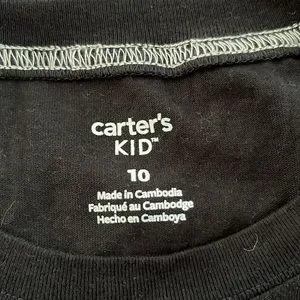 carter's
KID™
10
Made in Cambodia
Fabriqué au Cambodge
Hecho en Camboya